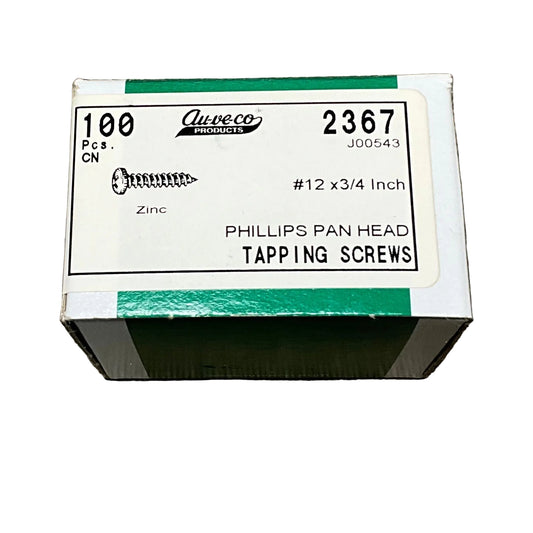 100
Pcs.
CN
Au-ve-co
PRODUCTS
2367
J00543
Zinc
#12 x3/4 Inch
PHILLIPS PAN HEAD
TAPPING SCREWS